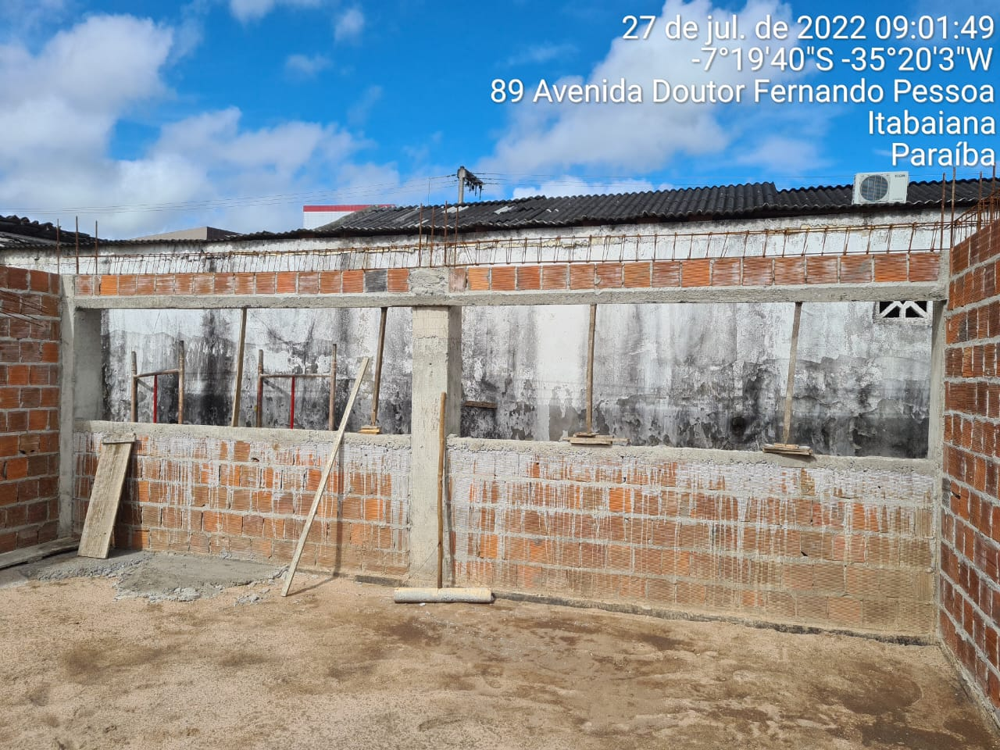 27 de jul. de 2022 09:01:49
-7°19'40"S -35°20'3"W
89 Avenida Doutor Fernando Pessoa
Itabaiana
Paraíba